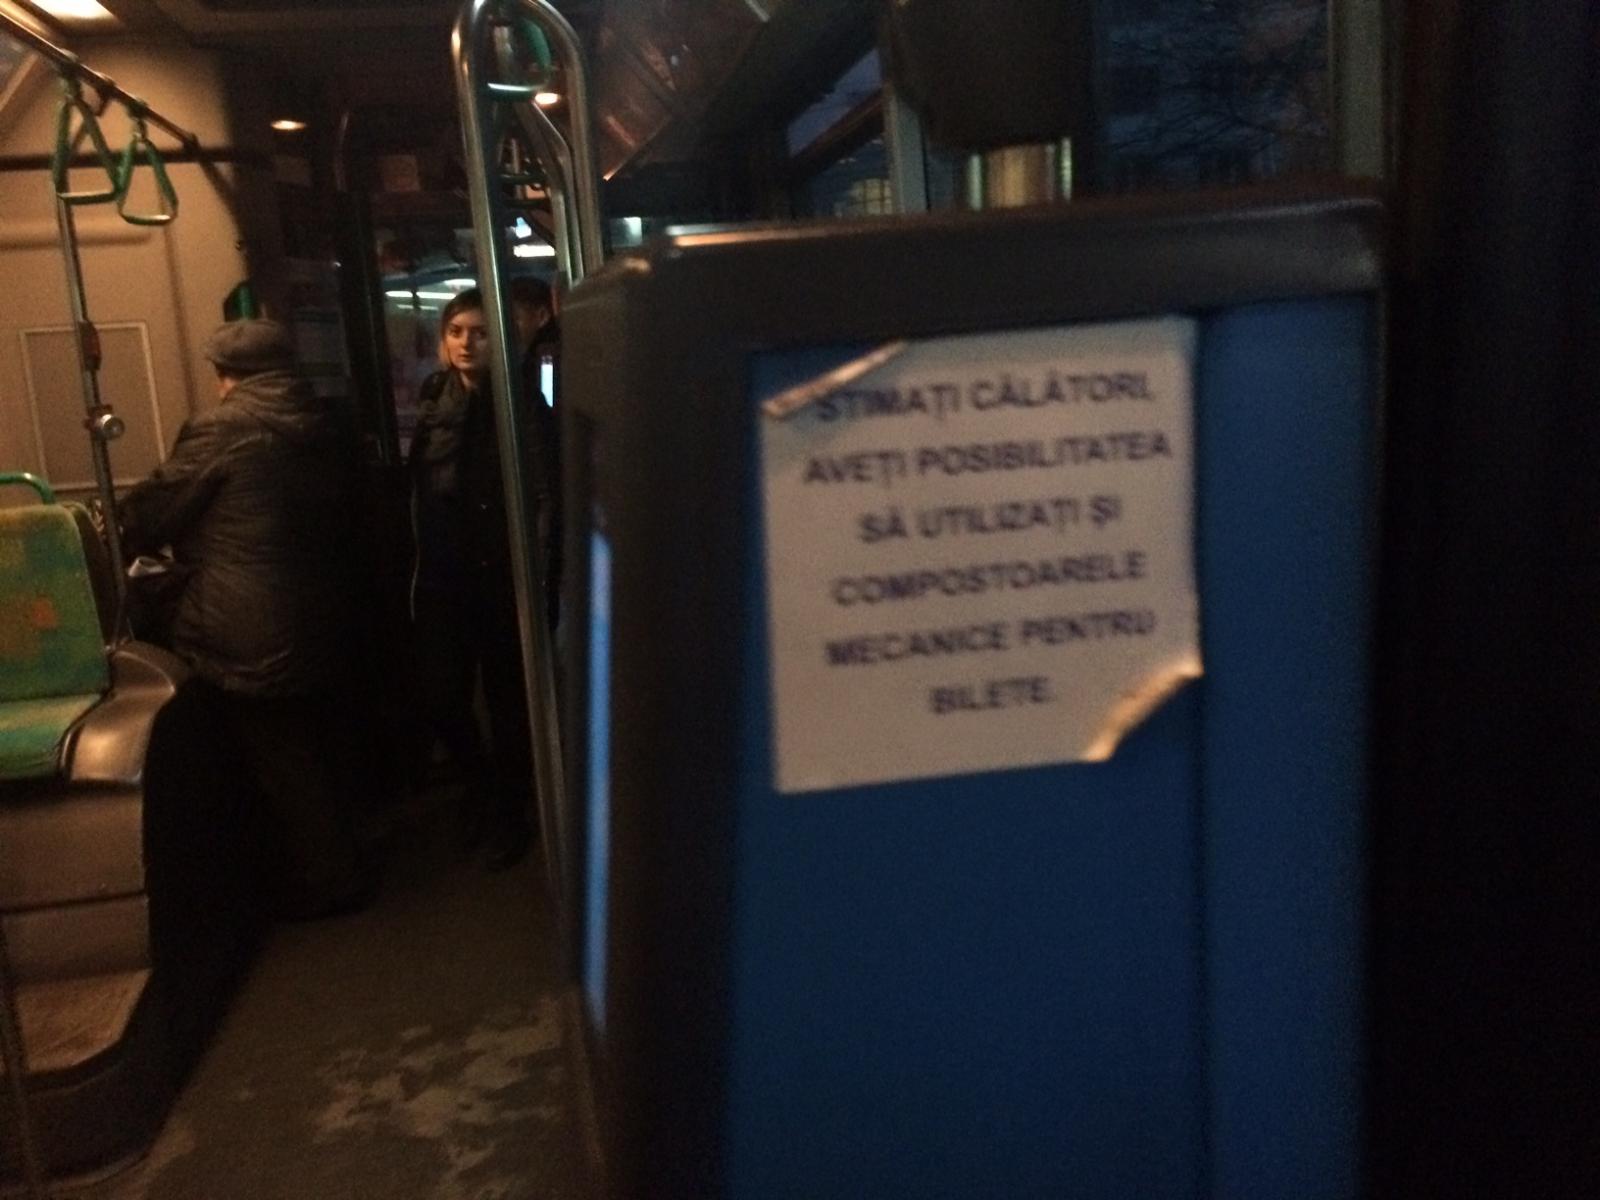 STIMAȚI CĂLĂTORI,
AVEȚI POSIBILITATEA
SĂ UTILIZAȚI ȘI
COMPOSTOARELE
MECANICE PENTRU
BILETE.